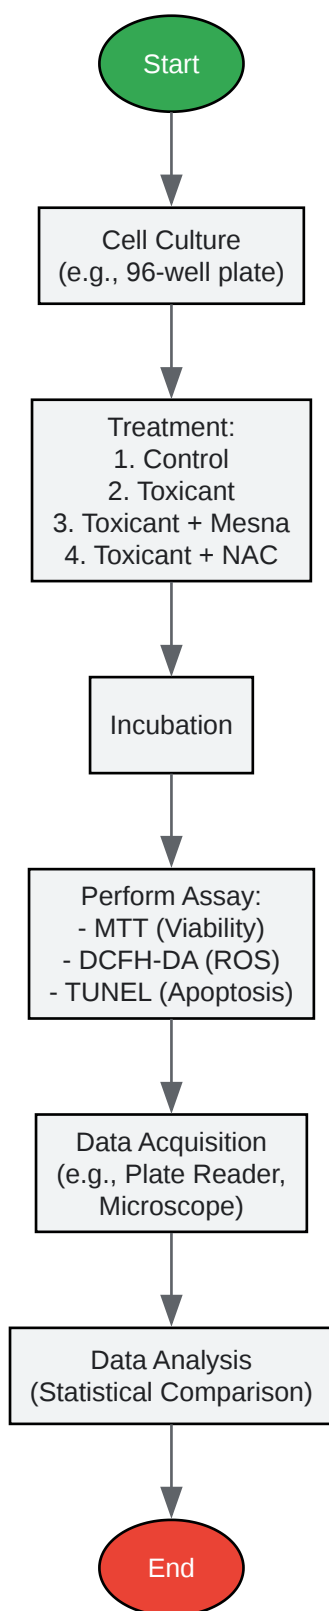 Start
Cell Culture
(e.g., 96-well plate)
Treatment:
1. Control
2. Toxicant
3. Toxicant + Mesna
4. Toxicant + NAC
Incubation
Perform Assay:
- MTT (Viability)
- DCFH-DA (ROS)
- TUNEL (Apoptosis)
Data Acquisition
(e.g., Plate Reader,
Microscope)
Data Analysis
(Statistical Comparison)
End